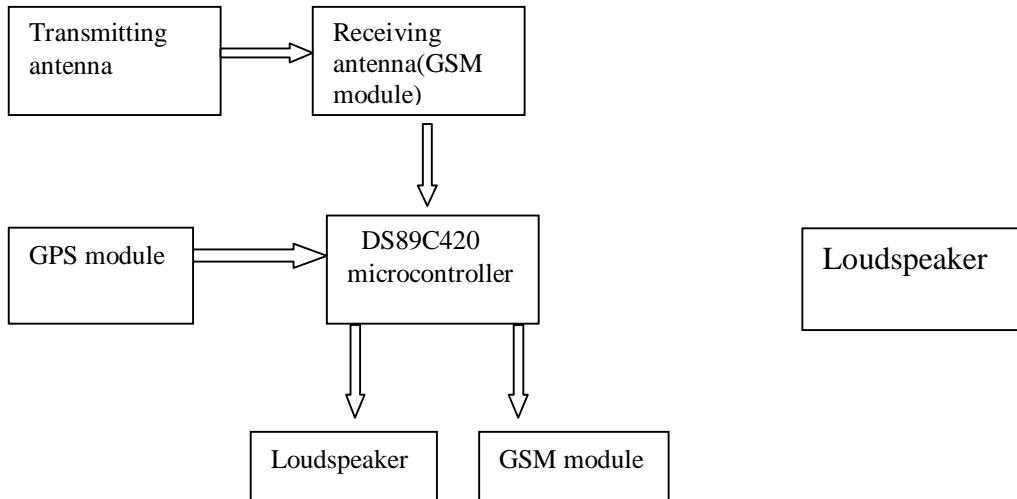 Transmitting
antenna
Receiving
antenna(GSM
module)
GPS module
DS89C420
microcontroller
Loudspeaker
Loudspeaker
GSM module